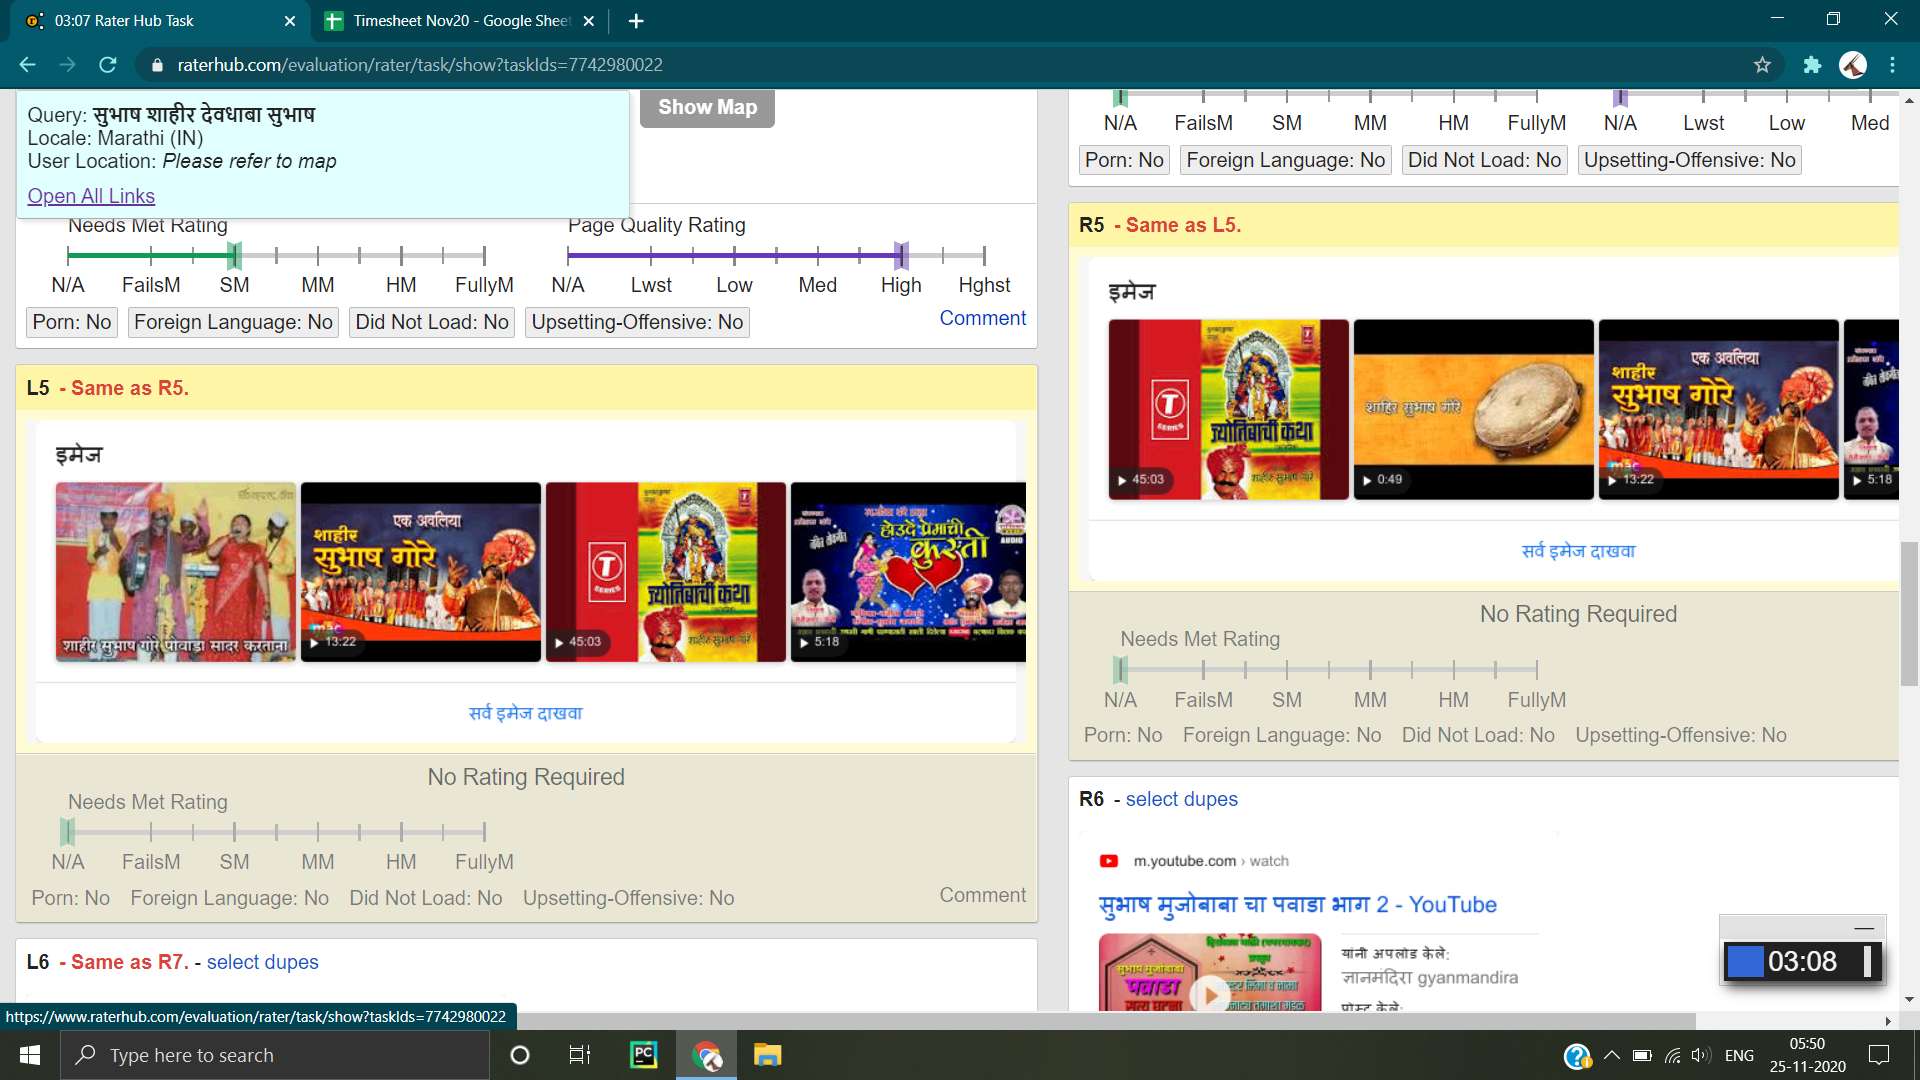 03:07 Rater Hub Task
Timesheet Nov20 - Google Sheet
raterhub.com/evaluation/rater/task/show?taskIds=7742980022
Query: सुभाष शाहीर देवधाबा सुभाष
Locale: Marathi (IN)
User Location: Please refer to map
Open All Links
Show Map
Needs Met Rating
Page Quality Rating
N/A FailsM SM MM HM FullyM
N/A Lwst Low Med High Hghst
Porn: No Foreign Language: No Did Not Load: No Upsetting-Offensive: No
Comment
L5 - Same as R5.
इमेज
शाहीर सुभाष गोरे पोवाडा सादर करताना
एक अवलिया
शाहीर
सुभाष गोरे
13:22
T
SERIES
ज्योतिबाची कथा
शाहीर सुभाष गोरे
45:03
होउदे प्रेमाची
कुस्ती
AUDIO
5:18
सर्व इमेज दाखवा
No Rating Required
Needs Met Rating
N/A FailsM SM MM HM FullyM
Porn: No Foreign Language: No Did Not Load: No Upsetting-Offensive: No
Comment
L6 - Same as R7. - select dupes
https://www.raterhub.com/evaluation/rater/task/show?taskIds=7742980022
N/A FailsM SM MM HM FullyM
N/A Lwst Low Med
Porn: No Foreign Language: No Did Not Load: No Upsetting-Offensive: No
R5 - Same as L5.
इमेज
T
SERIES
ज्योतिबाची कथा
शाहीर सुभाष गोरे
45:03
शाहिर सुभाष गोरे
0:49
एक अवलिया
शाहीर
सुभाष गोरे
13:22
5:18
सर्व इमेज दाखवा
No Rating Required
Needs Met Rating
N/A FailsM SM MM HM FullyM
Porn: No Foreign Language: No Did Not Load: No Upsetting-Offensive: No
R6 - select dupes
m.youtube.com › watch
सुभाष मुजोबाबा चा पवाडा भाग 2 - YouTube
सुभाष मुजोबाबा
पवाडा
सत्य घटना
यांनी अपलोड केले:
ज्ञानमंदिरा gyanmandira
पोस्ट केले:
03:08
Type here to search
PC
ENG
05:50
25-11-2020